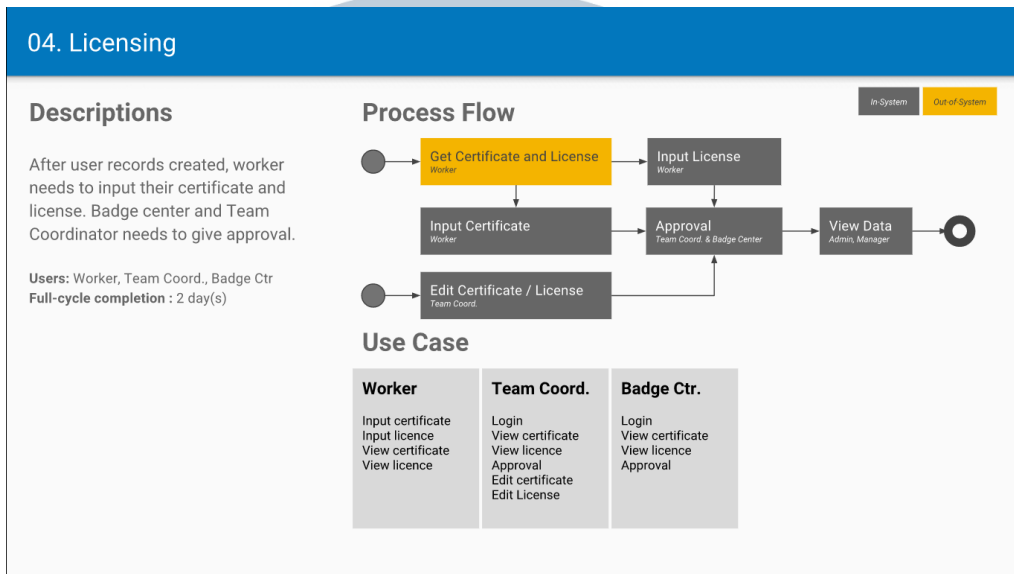 04. Licensing
Descriptions
After user records created, worker
needs to input their certificate and
license. Badge center and Team
Coordinator needs to give approval.
Users: Worker, Team Coord., Badge Ctr
Full-cycle completion : 2 day(s)
Process Flow
In-System
Out-of-System
Get Certificate and License
Worker
Input License
Worker
Input Certificate
Worker
Approval
Team Coord. & Badge Center
View Data
Admin, Manager
Edit Certificate / License
Team Coord.
Use Case
Worker
Input certificate
Input licence
View certificate
View licence
Team Coord.
Login
View certificate
View licence
Approval
Edit certificate
Edit License
Badge Ctr.
Login
View certificate
View licence
Approval